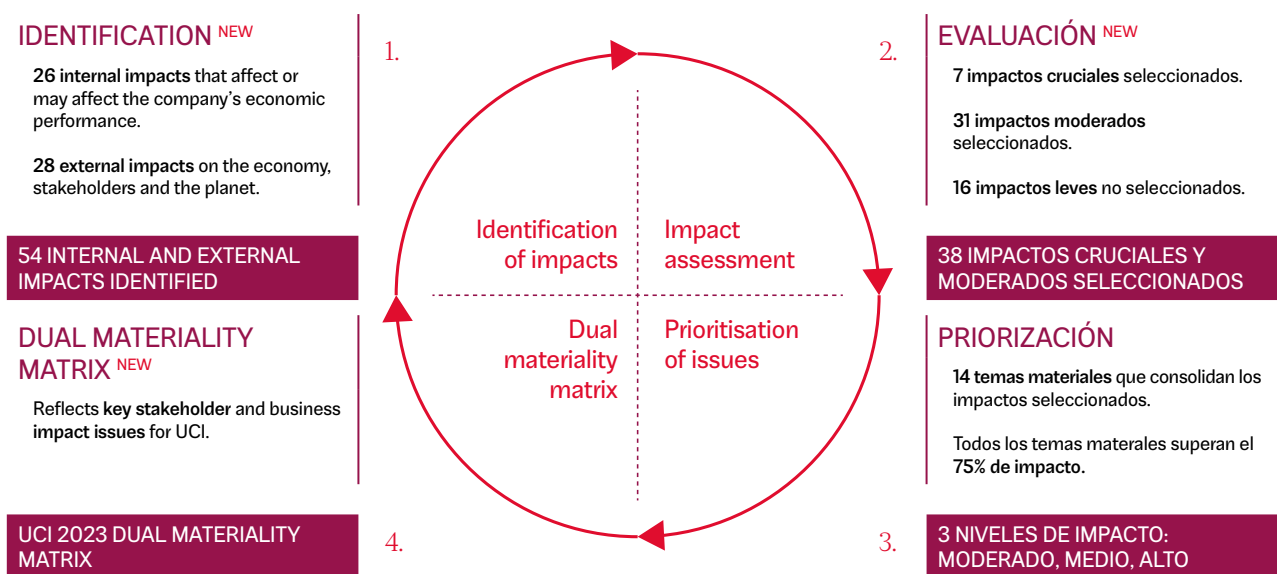 IDENTIFICATION NEW
26 internal impacts that affect or
may affect the company's economic
performance.
28 external impacts on the economy,
stakeholders and the planet.
54 INTERNAL AND EXTERNAL
IMPACTS IDENTIFIED
1.
2.
EVALUACIÓN NEW
7 impactos cruciales seleccionados.
31 impactos moderados
seleccionados.
16 impactos leves no seleccionados.
38 IMPACTOS CRUCIALES Y
MODERADOS SELECCIONADOS
Identification
of impacts
Impact
assessment
Dual
materiality
matrix
Prioritisation
of issues
DUAL MATERIALITY
MATRIX NEW
Reflects key stakeholder and business
impact issues for UCI.
UCI 2023 DUAL MATERIALITY
MATRIX
4.
3.
PRIORIZACIÓN
14 temas materiales que consolidan los
impactos seleccionados.
Todos los temas materales superan el
75% de impacto.
3 NIVELES DE IMPACTO:
MODERADO, MEDIO, ALTO